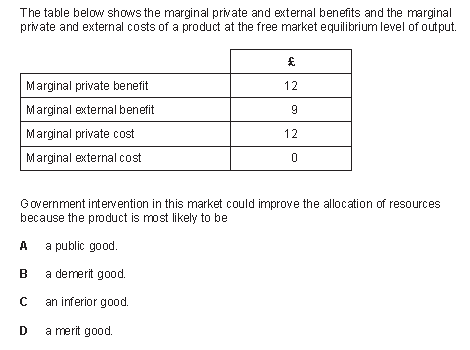 The table below shows the marginal private and external benefits and the marginal
private and external costs of a product at the free market equilibrium level of output.
£
Marginal private benefit 12
Marginal external benefit 9
Marginal private cost 12
Marginal external cost 0
Government intervention in this market could improve the allocation of resources
because the product is most likely to be
A a public good.
B a demerit good.
C an inferior good.
D a merit good.